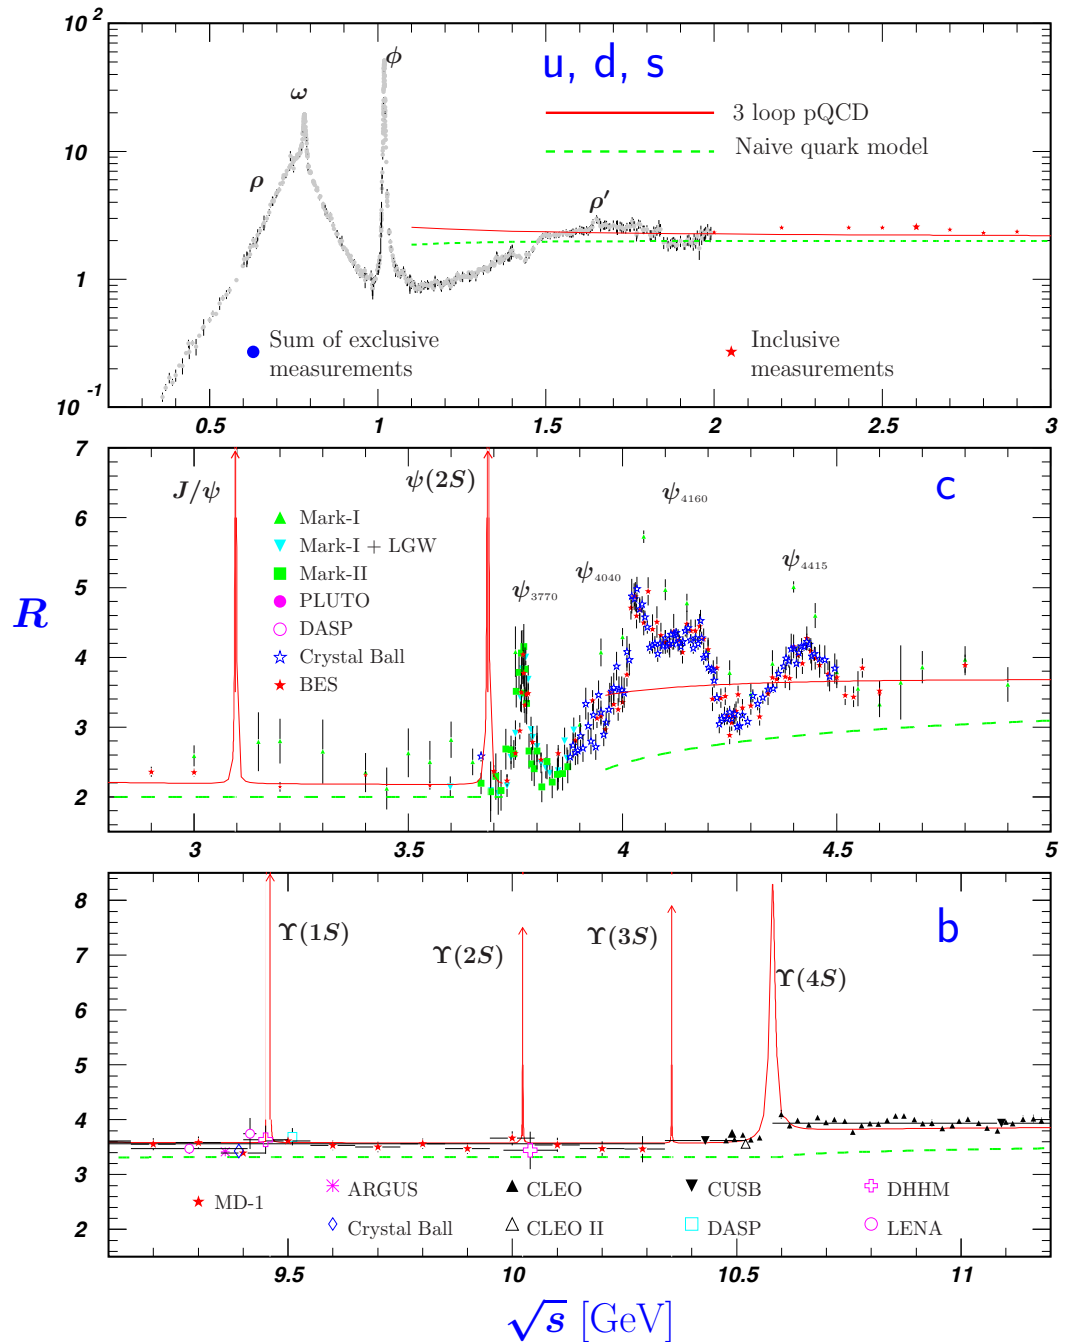 10 2
u, d, s
ϕ
ω
3 loop pQCD
10
Naive quark model
ρ
ρ′
1
Sum of exclusive
measurements
Inclusive
measurements
10 -1
0.5 1 1.5 2 2.5 3
7
J/ψ
ψ(2S)
c
ψ4160
Mark-I
6
Mark-I + LGW
ψ4040
ψ4415
Mark-II
ψ3770
5
PLUTO
R
DASP
Crystal Ball
4
BES
3
2
3 3.5 4 4.5 5
8
Υ(1S)
Υ(2S)
Υ(3S)
b
7
Υ(4S)
6
5
4
3
MD-1
ARGUS
CLEO
CUSB
DHHM
Crystal Ball
CLEO II
DASP
LENA
2
9.5 10 10.5 11
√s [GeV]